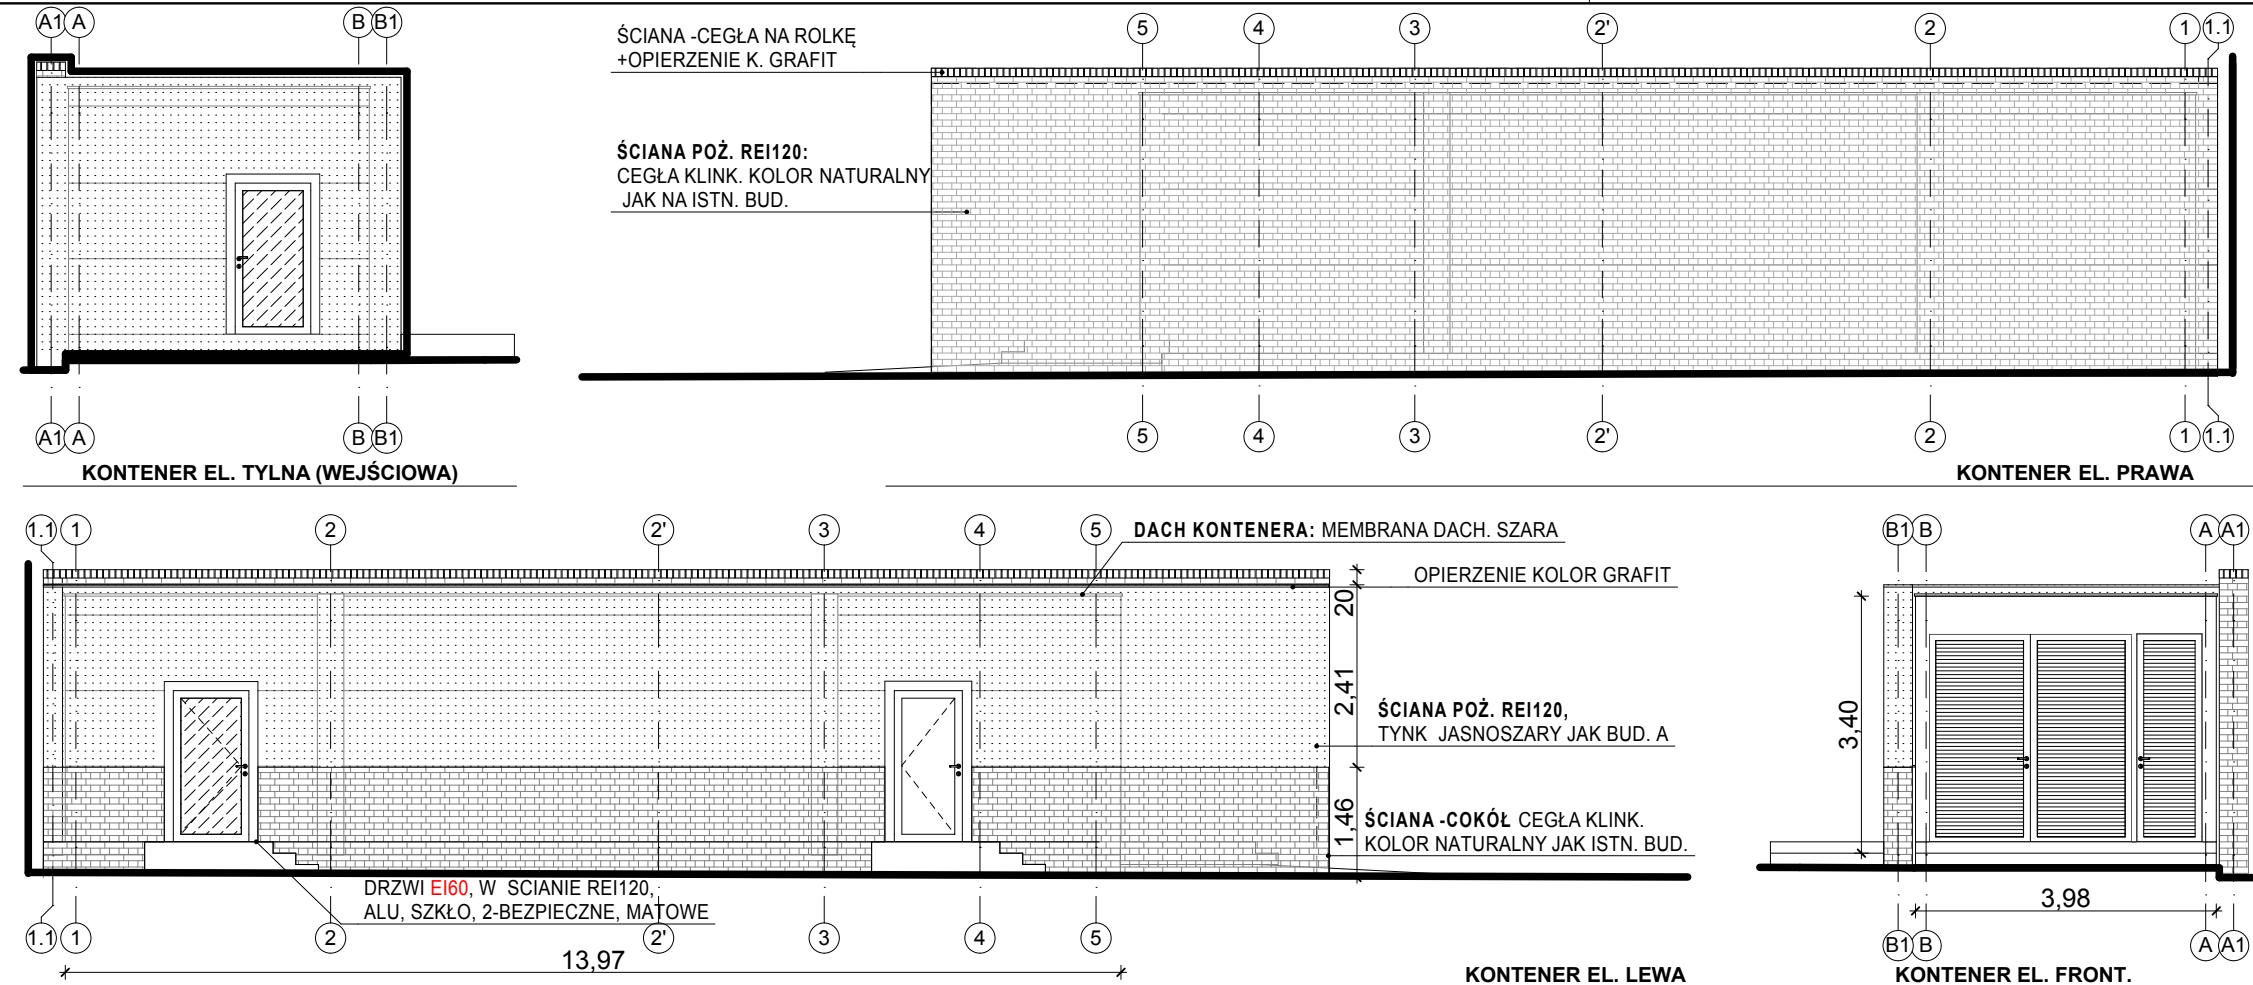 A1 A B B1
A1 A B B1
KONTENER EL. TYLNA (WEJŚCIOWA)
ŚCIANA -CEGŁA NA ROLKĘ
+OPIERZENIE K. GRAFIT
ŚCIANA POŻ. REI120:
CEGŁA KLINK. KOLOR NATURALNY
JAK NA ISTN. BUD.
5 4 3 2' 2 1 1.1
5 4 3 2' 2 1 1.1
KONTENER EL. PRAWA
1.1 1 2 2' 3 4 5
DACH KONTENERA: MEMBRANA DACH. SZARA
OPIERZENIE KOLOR GRAFIT
20
2,41
1,46
ŚCIANA POŻ. REI120,
TYNK JASNOSZARY JAK BUD. A
ŚCIANA -COKÓŁ CEGŁA KLINK.
KOLOR NATURALNY JAK ISTN. BUD.
DRZWI EI60, W SCIANIE REI120,
ALU, SZKŁO, 2-BEZPIECZNE, MATOWE
1.1 1 2 2' 3 4 5
13,97
KONTENER EL. LEWA
B1 B A A1
3,40
3,98
B1 B A A1
KONTENER EL. FRONT.